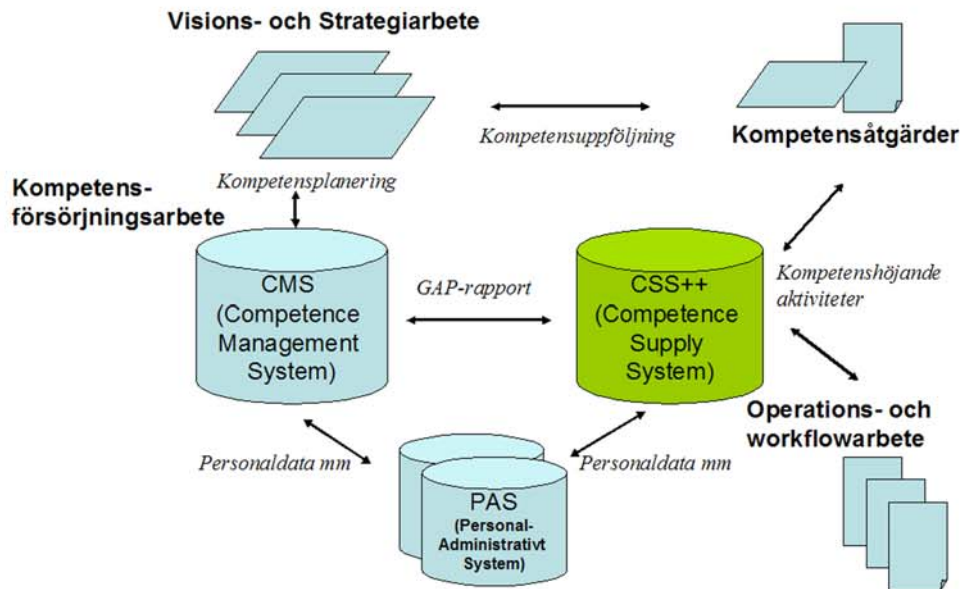 Visions- och Strategiarbete
Kompetensuppföljning
Kompetensåtgärder
Kompetensplanering
Kompetens-
försörjningsarbete
CMS
(Competence
Management
System)
GAP-rapport
CSS++
(Competence
Supply
System)
Kompetenshöjande
aktiviteter
Operations- och
workflowarbete
Personaldata mm
Personaldata mm
PAS
(Personal-
Administrativt
System)